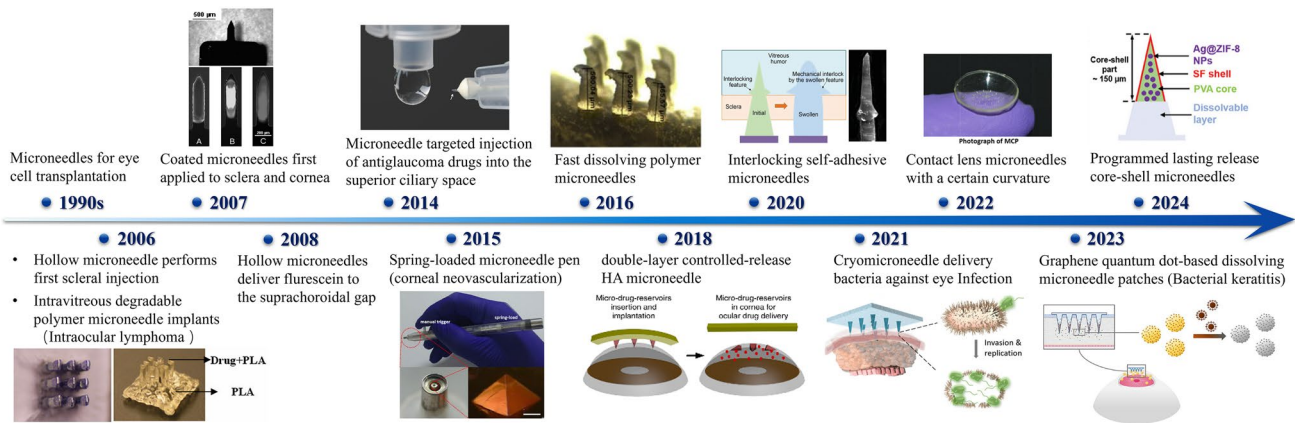 500 μm
A
B
C
Microneedles for eye
cell transplantation
Coated microneedles first
applied to sclera and cornea
Microneedle targeted injection
of antiglaucoma drugs into the
superior ciliary space
Fast dissolving polymer
microneedles
Vitreous
humor
Interlocking
feature
Mechanical interlock
by the swollen feature
Sclera
Initial
Swollen
Interlocking self-adhesive
microneedles
Photograph of MCP
Contact lens microneedles
with a certain curvature
Core-shell
part
~ 150 μm
Ag@ZIF-8
NPs
SF shell
PVA core
Dissolvable
layer
Programmed lasting release
core-shell microneedles
1990s
2007
2014
2016
2020
2022
2024
2006
2008
2015
2018
2021
2023
• Hollow microneedle performs
first scleral injection
• Intravitreous degradable
polymer microneedle implants
（Intraocular lymphoma ）
Drug+PLA
PLA
Hollow microneedles
deliver flurescein to
the suprachoroidal gap
Spring-loaded microneedle pen
(corneal neovascularization)
manual trigger
spring-load
double-layer controlled-release
HA microneedle
Micro-drug-reservoirs
insertion and
implantation
Micro-drug-reservoirs
in cornea for
ocular drug delivery
Cryomicroneedle delivery
bacteria against eye Infection
Invasion &
replication
Graphene quantum dot-based dissolving
microneedle patches (Bacterial keratitis)